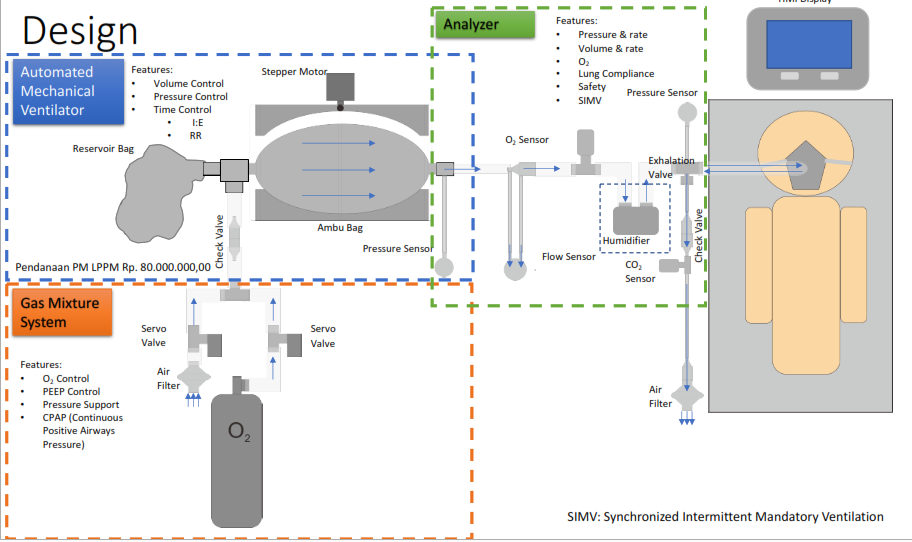 HMI Display
Design
Analyzer
Features:
• Pressure & rate
• Volume & rate
• O₂
• Lung Compliance
• Safety
• SIMV
Automated
Mechanical
Ventilator
Features:
• Volume Control
• Pressure Control
• Time Control
• I:E
• RR
Stepper Motor
Pressure Sensor
Reservoir Bag
O₂ Sensor
Exhalation
Valve
Ambu Bag
Check Valve
Check Valve
Pressure Sensor
Humidifier
Flow Sensor
CO₂
Sensor
Pendanaan PM LPPM Rp. 80.000.000,00
Gas Mixture
System
Servo
Valve
Servo
Valve
Features:
• O₂ Control
• PEEP Control
• Pressure Support
• CPAP (Continuous
Positive Airways
Pressure)
Air
Filter
Air
Filter
O₂
SIMV: Synchronized Intermittent Mandatory Ventilation